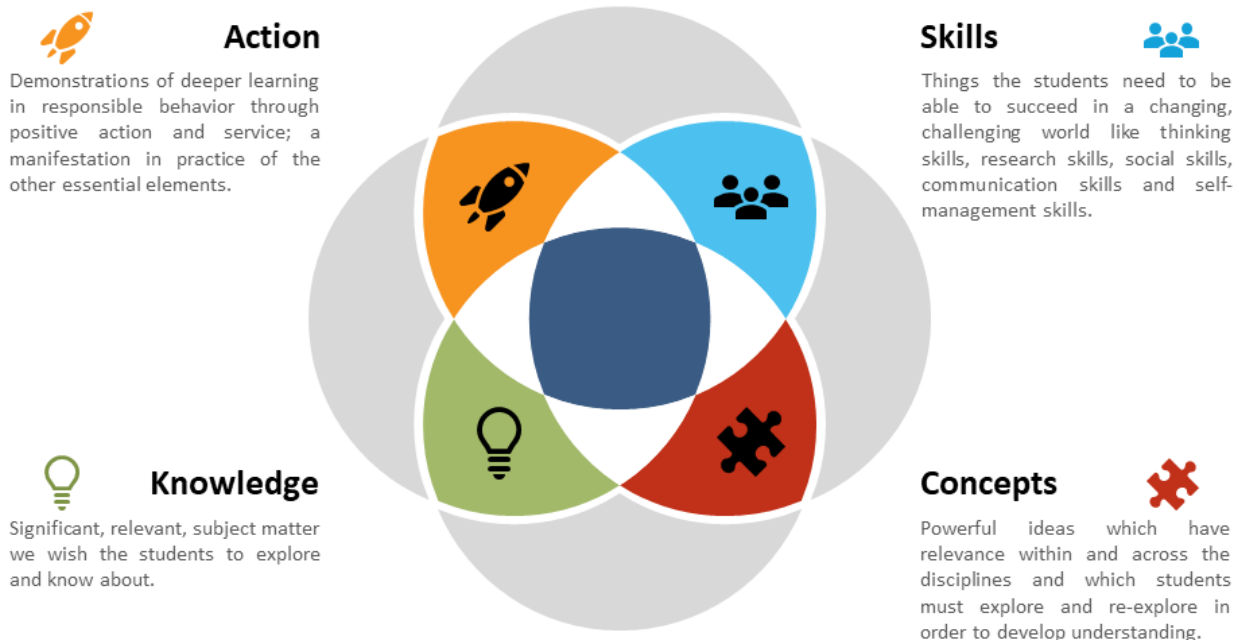 Action
Demonstrations of deeper learning
in responsible behavior through
positive action and service; a
manifestation in practice of the
other essential elements.
Skills
Things the students need to be
able to succeed in a changing,
challenging world like thinking
skills, research skills, social skills,
communication skills and self-
management skills.
Knowledge
Significant, relevant, subject matter
we wish the students to explore
and know about.
Concepts
Powerful ideas which have
relevance within and across the
disciplines and which students
must explore and re-explore in
order to develop understanding.